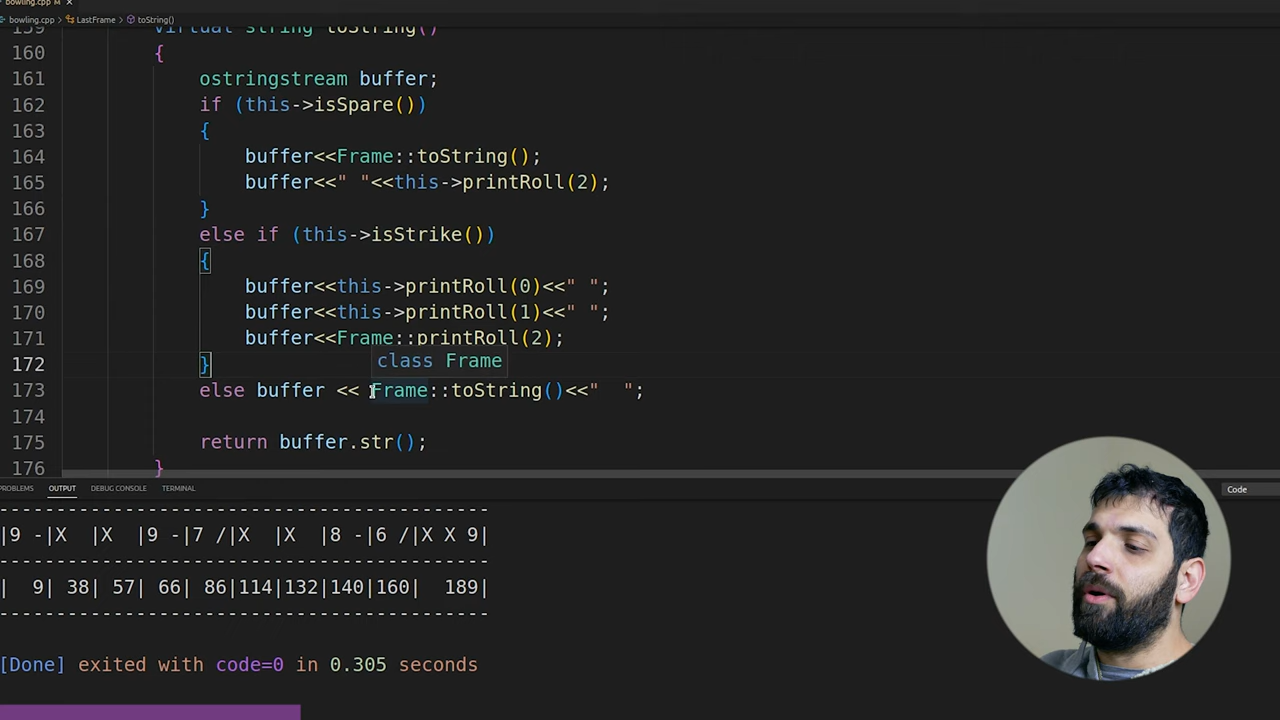 bowling.cpp M ×
bowling.cpp > LastFrame > toString()
159 virtual string toString()
160 {
161 ostringstream buffer;
162 if (this->isSpare())
163 {
164 buffer<<Frame::toString();
165 buffer<<" "<<this->printRoll(2);
166 }
167 else if (this->isStrike())
168 {
169 buffer<<this->printRoll(0)<<" ";
170 buffer<<this->printRoll(1)<<" ";
171 buffer<<Frame::printRoll(2);
172 }
class Frame
173 else buffer << Frame::toString()<<"  ";
174
175 return buffer.str();
176 }
PROBLEMS OUTPUT DEBUG CONSOLE TERMINAL Code
-------------------------------------------
|9 -|X  |X  |9 -|7 /|X  |X  |8 -|6 /|X X 9|
-------------------------------------------
|  9| 38| 57| 66| 86|114|132|140|160|  189|
-------------------------------------------
[Done] exited with code=0 in 0.305 seconds